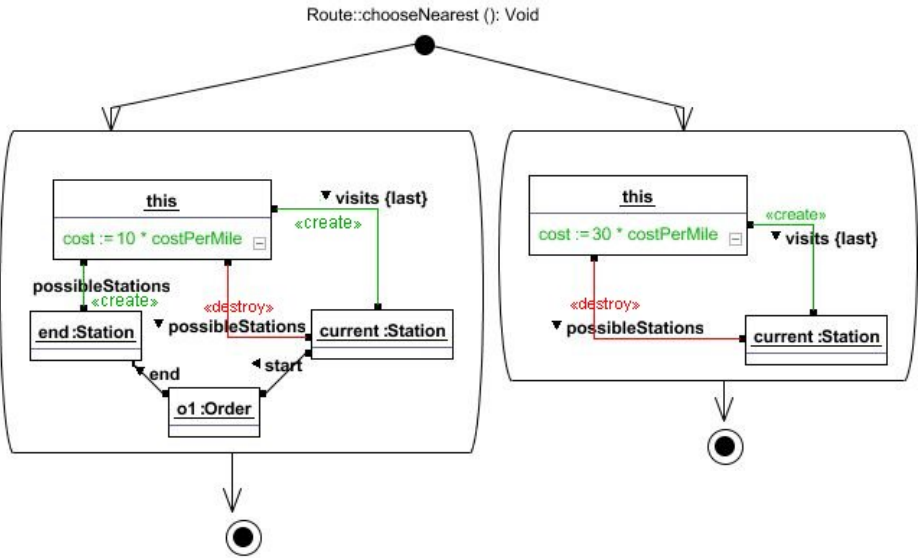 Route::chooseNearest (): Void
this
cost := 10 * costPerMile
visits {last}
«create»
possibleStations
«create»
«destroy»
possibleStations
end :Station
current :Station
end
start
o1 :Order
this
cost := 30 * costPerMile
«create»
visits {last}
«destroy»
possibleStations
current :Station